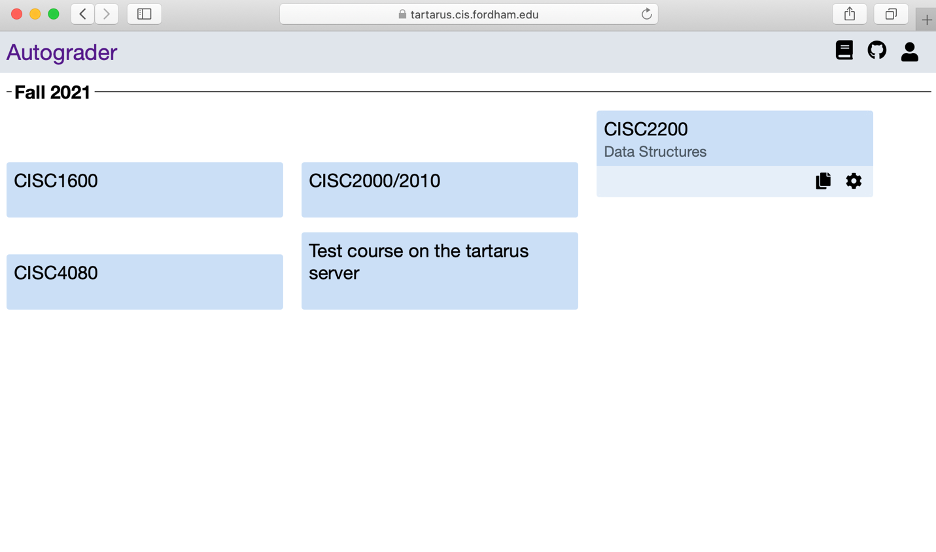 tartarus.cis.fordham.edu
Autograder
Fall 2021
CISC1600
CISC2000/2010
CISC2200
Data Structures
CISC4080
Test course on the tartarus
server